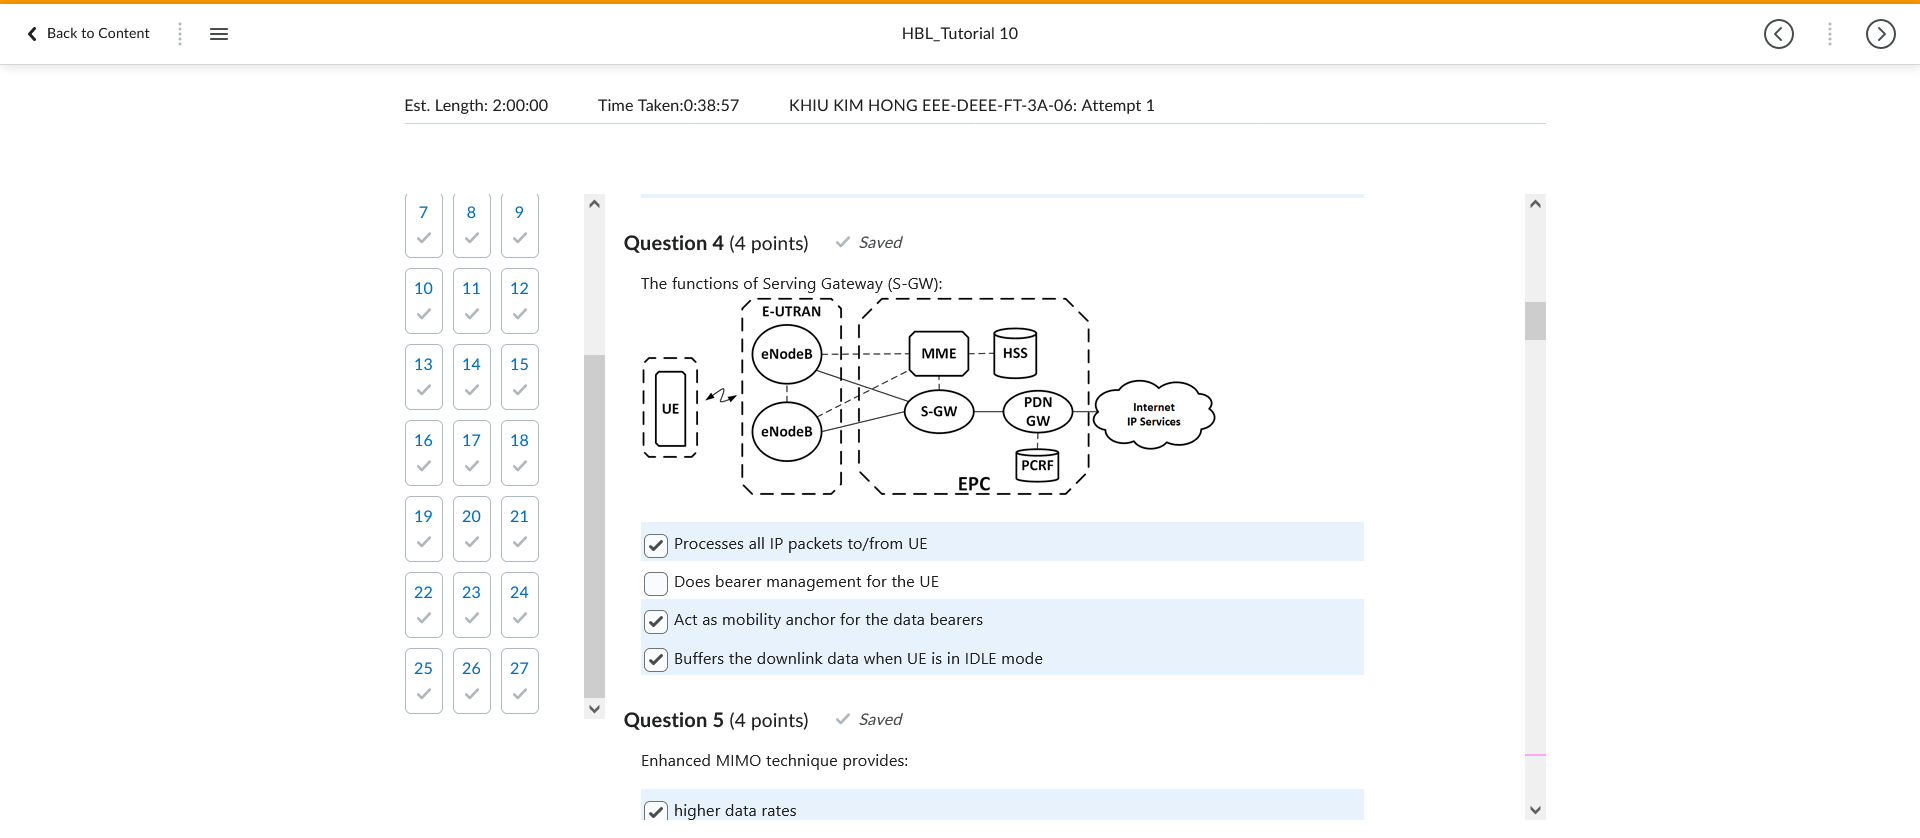 Back to Content
HBL_Tutorial 10
Est. Length: 2:00:00 Time Taken:0:38:57 KHIU KIM HONG EEE-DEEE-FT-3A-06: Attempt 1
7 8 9
10 11 12
13 14 15
16 17 18
19 20 21
22 23 24
25 26 27
Question 4 (4 points) Saved
The functions of Serving Gateway (S-GW):
E-UTRAN
eNodeB
MME
HSS
UE
eNodeB
S-GW
PDN
GW
Internet
IP Services
PCRF
EPC
Processes all IP packets to/from UE
Does bearer management for the UE
Act as mobility anchor for the data bearers
Buffers the downlink data when UE is in IDLE mode
Question 5 (4 points) Saved
Enhanced MIMO technique provides:
higher data rates